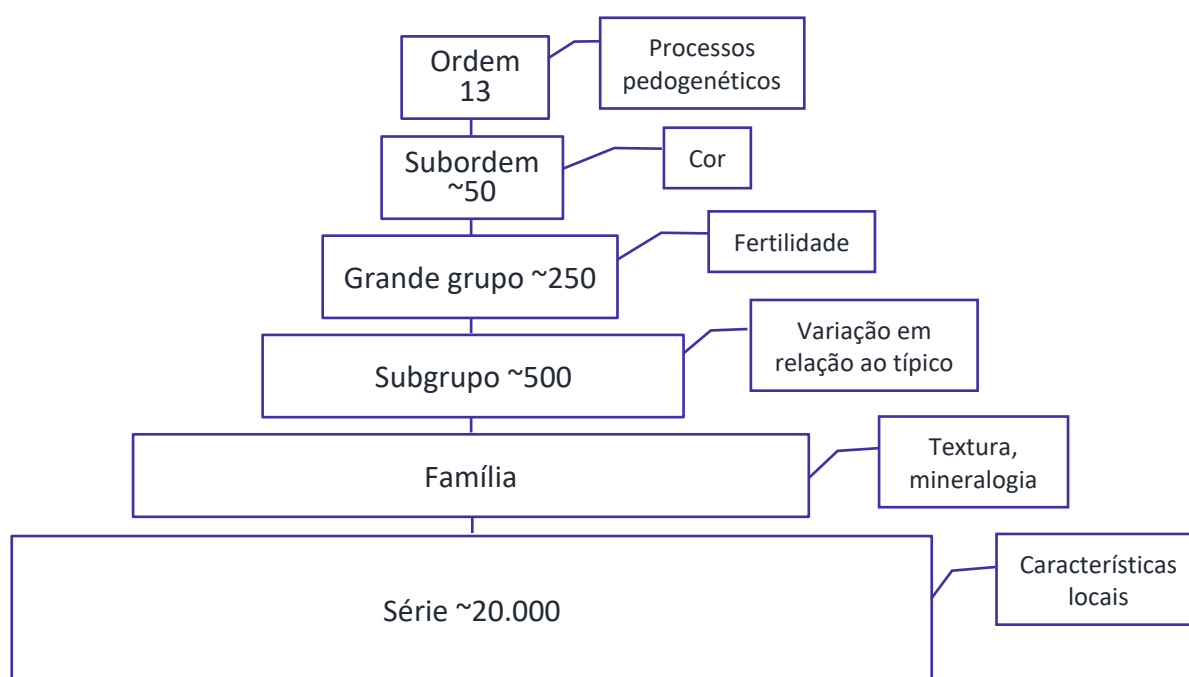 Ordem
13
Processos
pedogenéticos
Subordem
~50
Cor
Grande grupo ~250
Fertilidade
Subgrupo ~500
Variação em
relação ao típico
Família
Textura,
mineralogia
Série ~20.000
Características
locais